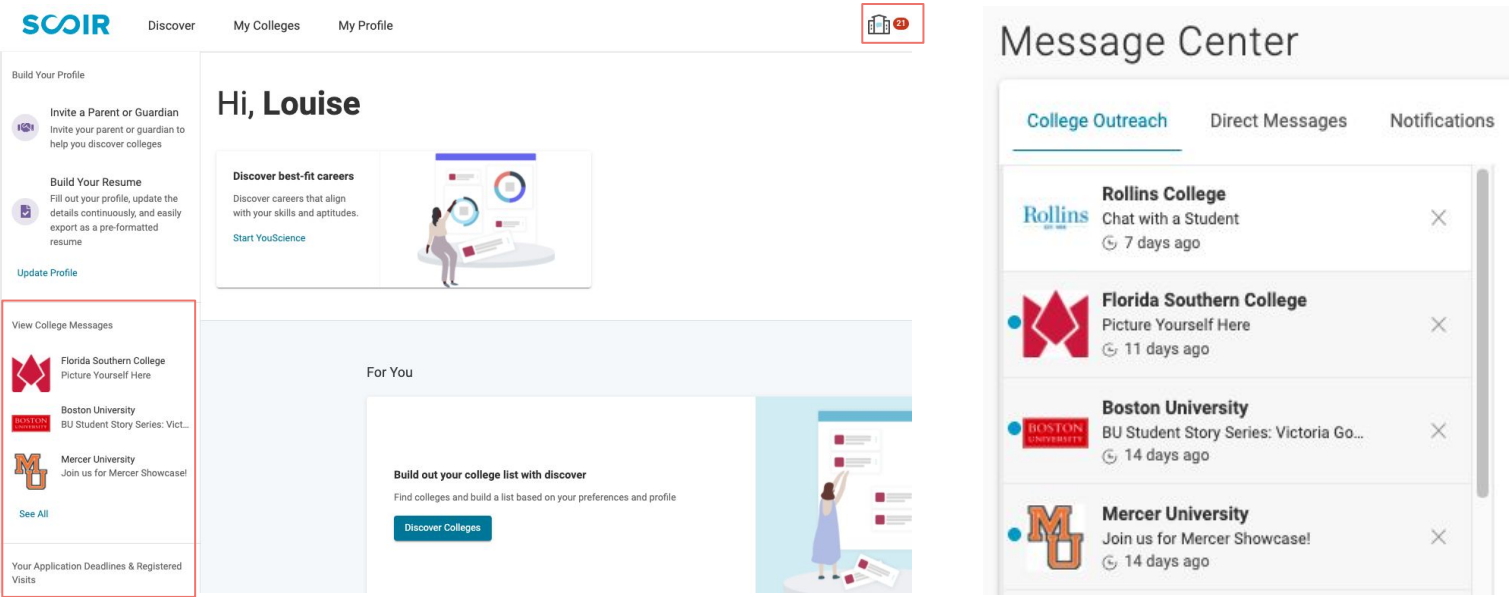 SCOIR
Discover
My Colleges
My Profile
21
Build Your Profile
Invite a Parent or Guardian
Invite your parent or guardian to
help you discover colleges
Build Your Resume
Fill out your profile, update the
details continuously, and easily
export as a pre-formatted
resume
Update Profile
View College Messages
Florida Southern College
Picture Yourself Here
BOSTON
UNIVERSITY
Boston University
BU Student Story Series: Vict...
MU
Mercer University
Join us for Mercer Showcase!
See All
Your Application Deadlines & Registered
Visits
Hi, Louise
Discover best-fit careers
Discover careers that align
with your skills and aptitudes.
Start YouScience
For You
Build out your college list with discover
Find colleges and build a list based on your preferences and profile
Discover Colleges
Message Center
College Outreach
Direct Messages
Notifications
Rollins
Rollins College
Chat with a Student
7 days ago
Florida Southern College
Picture Yourself Here
11 days ago
BOSTON
UNIVERSITY
Boston University
BU Student Story Series: Victoria Go...
14 days ago
MU
Mercer University
Join us for Mercer Showcase!
14 days ago